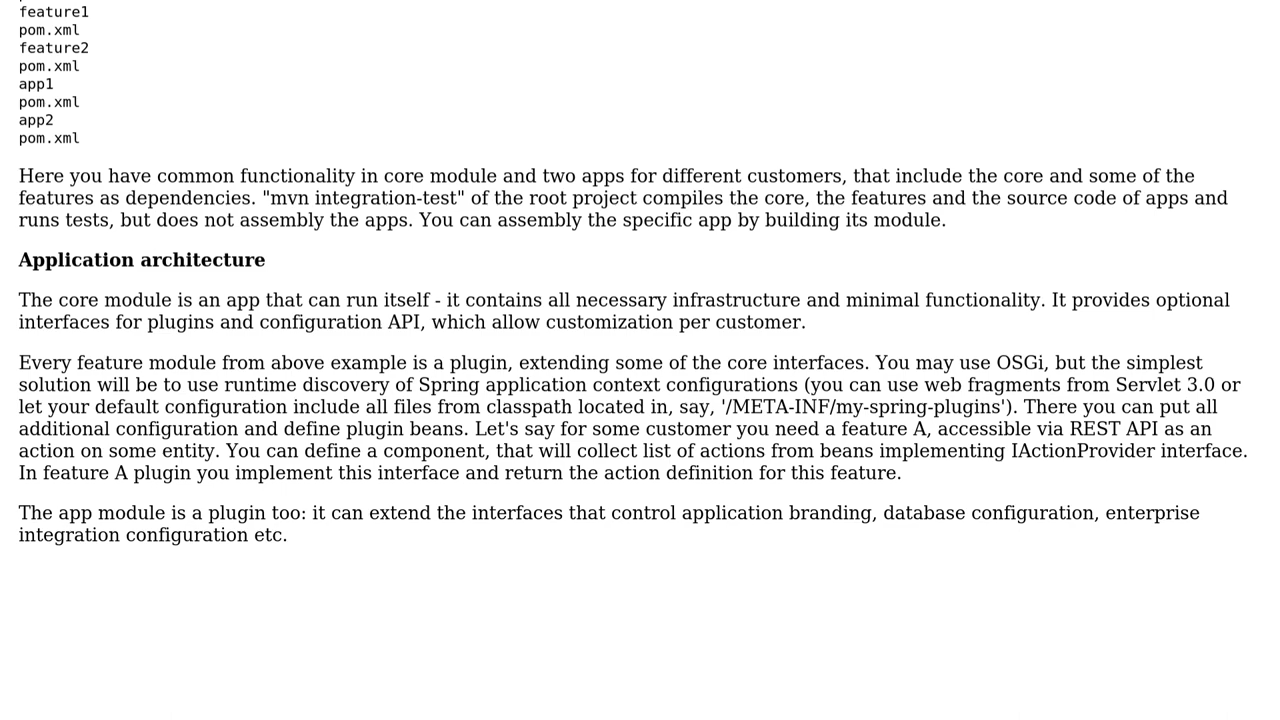 feature1
pom.xml
feature2
pom.xml
app1
pom.xml
app2
pom.xml
Here you have common functionality in core module and two apps for different customers, that include the core and some of the
features as dependencies. "mvn integration-test" of the root project compiles the core, the features and the source code of apps and
runs tests, but does not assembly the apps. You can assembly the specific app by building its module.
Application architecture
The core module is an app that can run itself - it contains all necessary infrastructure and minimal functionality. It provides optional
interfaces for plugins and configuration API, which allow customization per customer.
Every feature module from above example is a plugin, extending some of the core interfaces. You may use OSGi, but the simplest
solution will be to use runtime discovery of Spring application context configurations (you can use web fragments from Servlet 3.0 or
let your default configuration include all files from classpath located in, say, '/META-INF/my-spring-plugins'). There you can put all
additional configuration and define plugin beans. Let's say for some customer you need a feature A, accessible via REST API as an
action on some entity. You can define a component, that will collect list of actions from beans implementing IActionProvider interface.
In feature A plugin you implement this interface and return the action definition for this feature.
The app module is a plugin too: it can extend the interfaces that control application branding, database configuration, enterprise
integration configuration etc.